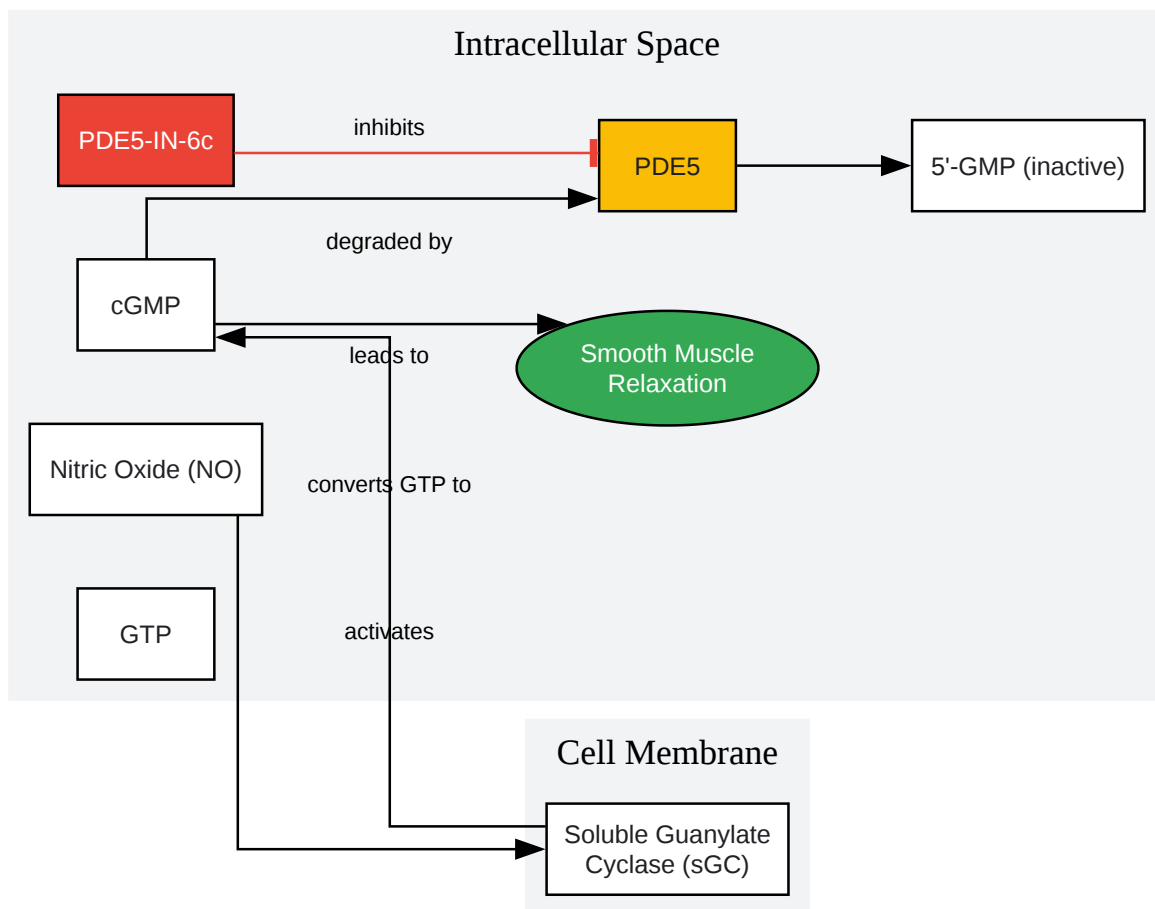 Intracellular Space
PDE5-IN-6c
inhibits
PDE5
5'-GMP (inactive)
degraded by
cGMP
leads to
Smooth Muscle
Relaxation
Nitric Oxide (NO)
converts GTP to
GTP
activates
Cell Membrane
Soluble Guanylate
Cyclase (sGC)